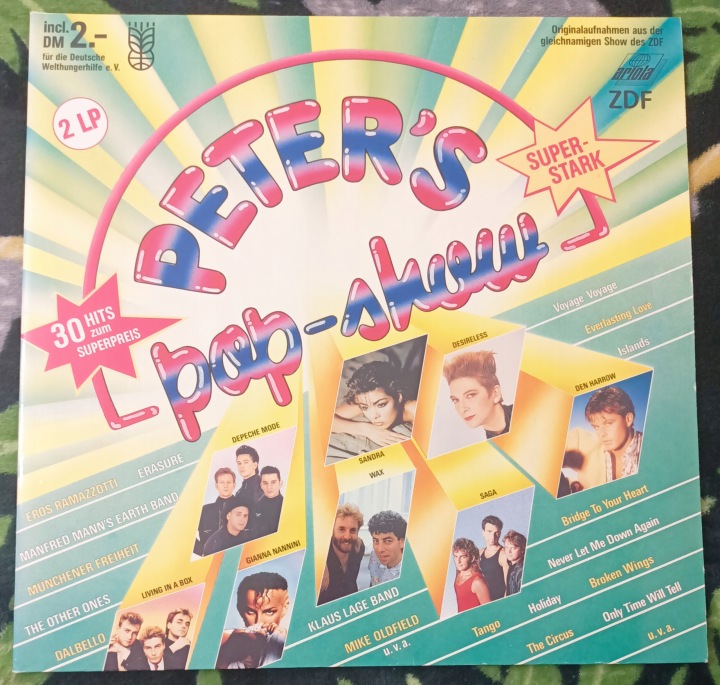 incl.
DM 2.-
für die Deutsche
Welthungerhilfe e.V.
Originalaufnahmen aus der
gleichnamigen Show des ZDF
ariola
ZDF
2 LP
PETER'S
pop-show
SUPER-
STARK
30 HITS
zum
SUPERPREIS
Voyage Voyage
Everlasting Love
Islands
DESIRELESS
DEN HARROW
SANDRA
DEPECHE MODE
WAX
SAGA
GIANNA NANNINI
LIVING IN A BOX
EROS RAMAZZOTTI ERASURE
MANFRED MANN'S EARTH BAND
MÜNCHENER FREIHEIT
THE OTHER ONES
DALBELLO
KLAUS LAGE BAND
MIKE OLDFIELD
u.v.a.
Bridge To Your Heart
Never Let Me Down Again
Holiday Broken Wings
Tango Only Time Will Tell
The Circus u.v.a.